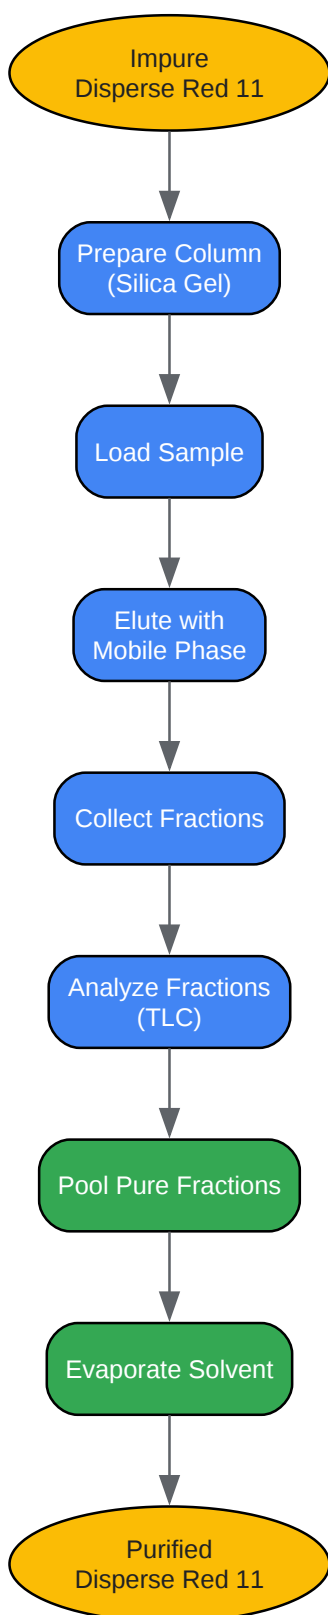 Impure
Disperse Red 11
Prepare Column
(Silica Gel)
Load Sample
Elute with
Mobile Phase
Collect Fractions
Analyze Fractions
(TLC)
Pool Pure Fractions
Evaporate Solvent
Purified
Disperse Red 11